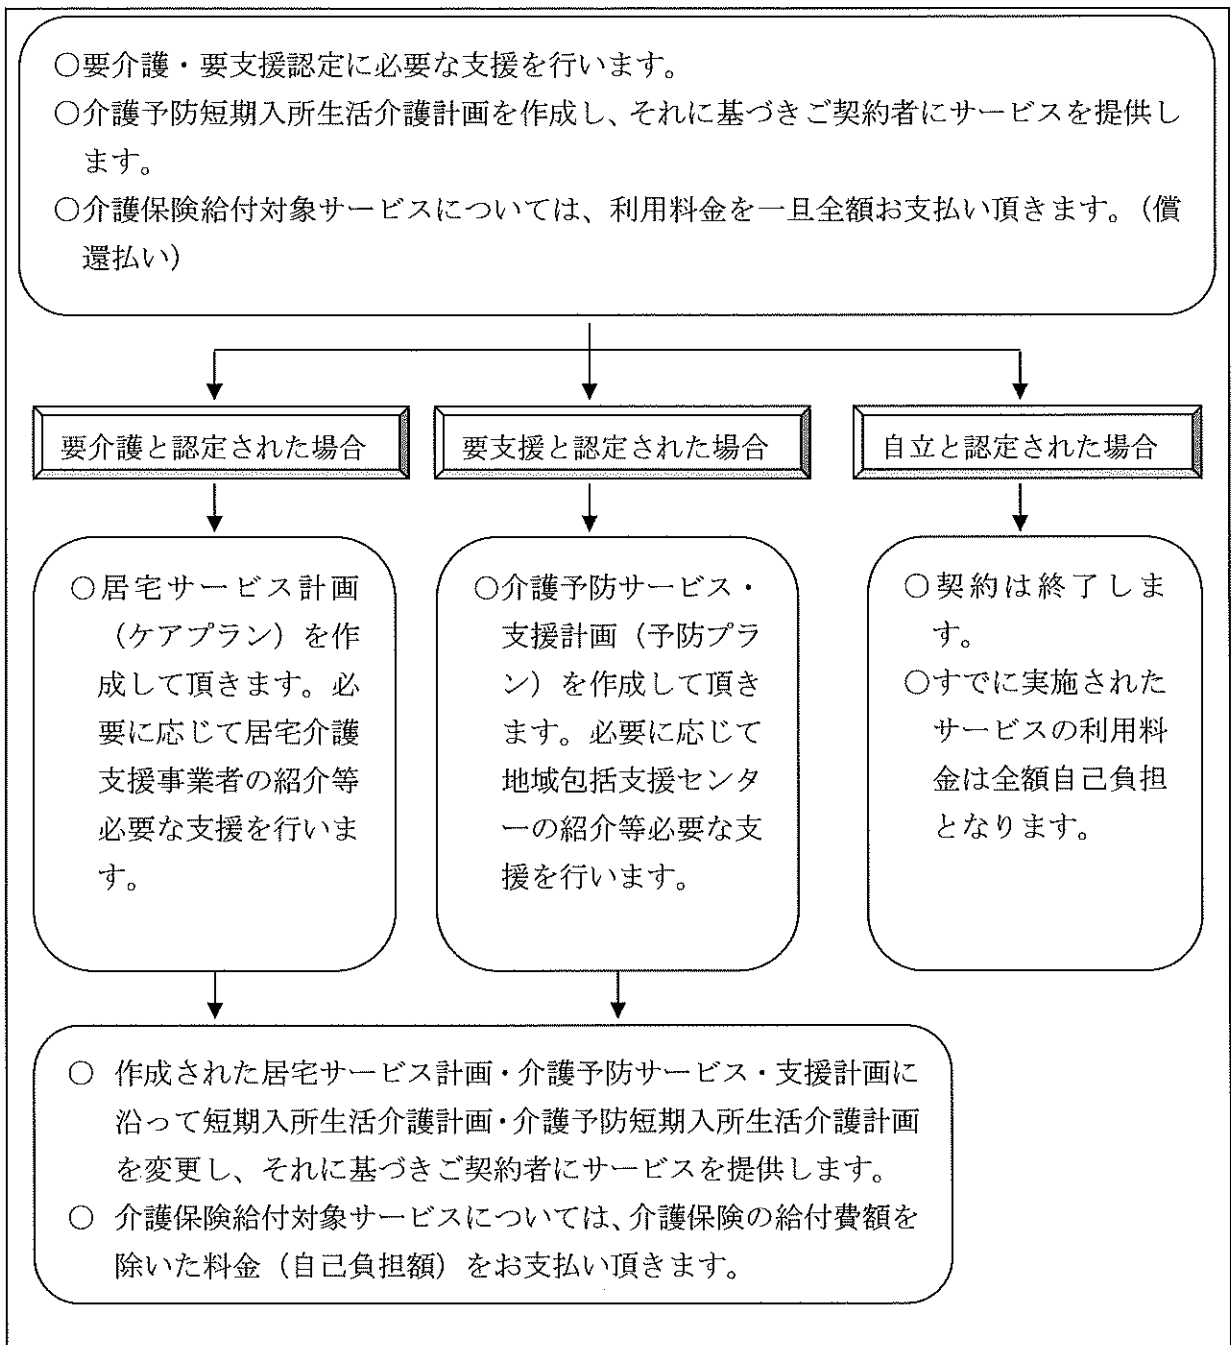 ○要介護・要支援認定に必要な支援を行います。
○介護予防短期入所生活介護計画を作成し、それに基づきご契約者にサービスを提供し
ます。
○介護保険給付対象サービスについては、利用料金を一旦全額お支払い頂きます。（償
還払い）
要介護と認定された場合
要支援と認定された場合
自立と認定された場合
○居宅サービス計画
（ケアプラン）を作
成して頂きます。必
要に応じて居宅介護
支援事業者の紹介等
必要な支援を行いま
す。
○介護予防サービス・
支援計画（予防プラ
ン）を作成して頂き
ます。必要に応じて
地域包括支援センタ
ーの紹介等必要な支
援を行います。
○契約は終了しま
す。
○すでに実施された
サービスの利用料
金は全額自己負担
となります。
○ 作成された居宅サービス計画・介護予防サービス・支援計画に
沿って短期入所生活介護計画・介護予防短期入所生活介護計画
を変更し、それに基づきご契約者にサービスを提供します。
○ 介護保険給付対象サービスについては、介護保険の給付費額を
除いた料金（自己負担額）をお支払い頂きます。